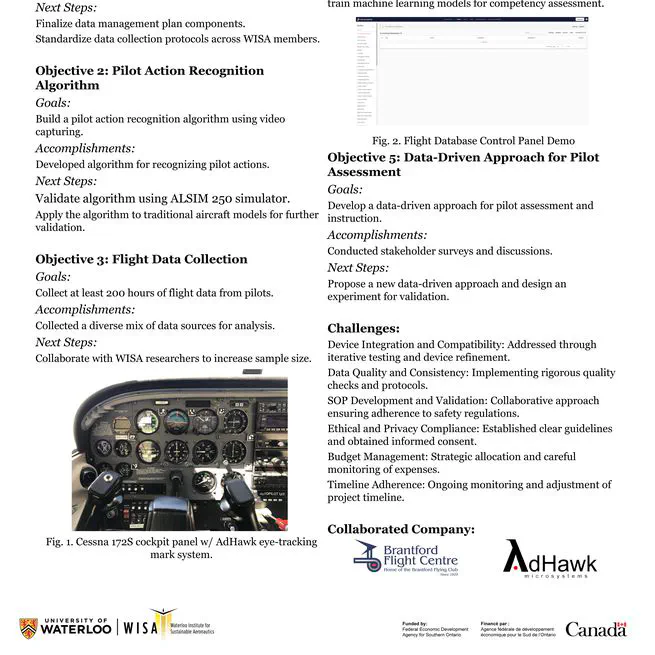 Next Steps:
Finalize data management plan components.
Standardize data collection protocols across WISA members.
Objective 2: Pilot Action Recognition
Algorithm
Goals:
Build a pilot action recognition algorithm using video
capturing.
Accomplishments:
Developed algorithm for recognizing pilot actions.
Next Steps:
Validate algorithm using ALSIM 250 simulator.
Apply the algorithm to traditional aircraft models for further
validation.
Objective 3: Flight Data Collection
Goals:
Collect at least 200 hours of flight data from pilots.
Accomplishments:
Collected a diverse mix of data sources for analysis.
Next Steps:
Collaborate with WISA researchers to increase sample size.
Fig. 1. Cessna 172S cockpit panel w/ AdHawk eye-tracking
mark system.
train machine learning models for competency assessment.
Fig. 2. Flight Database Control Panel Demo
Objective 5: Data-Driven Approach for Pilot
Assessment
Goals:
Develop a data-driven approach for pilot assessment and
instruction.
Accomplishments:
Conducted stakeholder surveys and discussions.
Next Steps:
Propose a new data-driven approach and design an
experiment for validation.
Challenges:
Device Integration and Compatibility: Addressed through
iterative testing and device refinement.
Data Quality and Consistency: Implementing rigorous quality
checks and protocols.
SOP Development and Validation: Collaborative approach
ensuring adherence to safety regulations.
Ethical and Privacy Compliance: Established clear guidelines
and obtained informed consent.
Budget Management: Strategic allocation and careful
monitoring of expenses.
Timeline Adherence: Ongoing monitoring and adjustment of
project timeline.
Collaborated Company:
Brantford
Flight Centre
Home of the Brantford Flying Club
AdHawk
microsystems
UNIVERSITY OF
WATERLOO
WISA
Waterloo Institute for
Sustainable Aeronautics
Funded by:
Federal Economic Development
Agency for Southern Ontario
Financé par :
Agence fédérale de développement
économique pour le Sud de l'Ontario
Canada